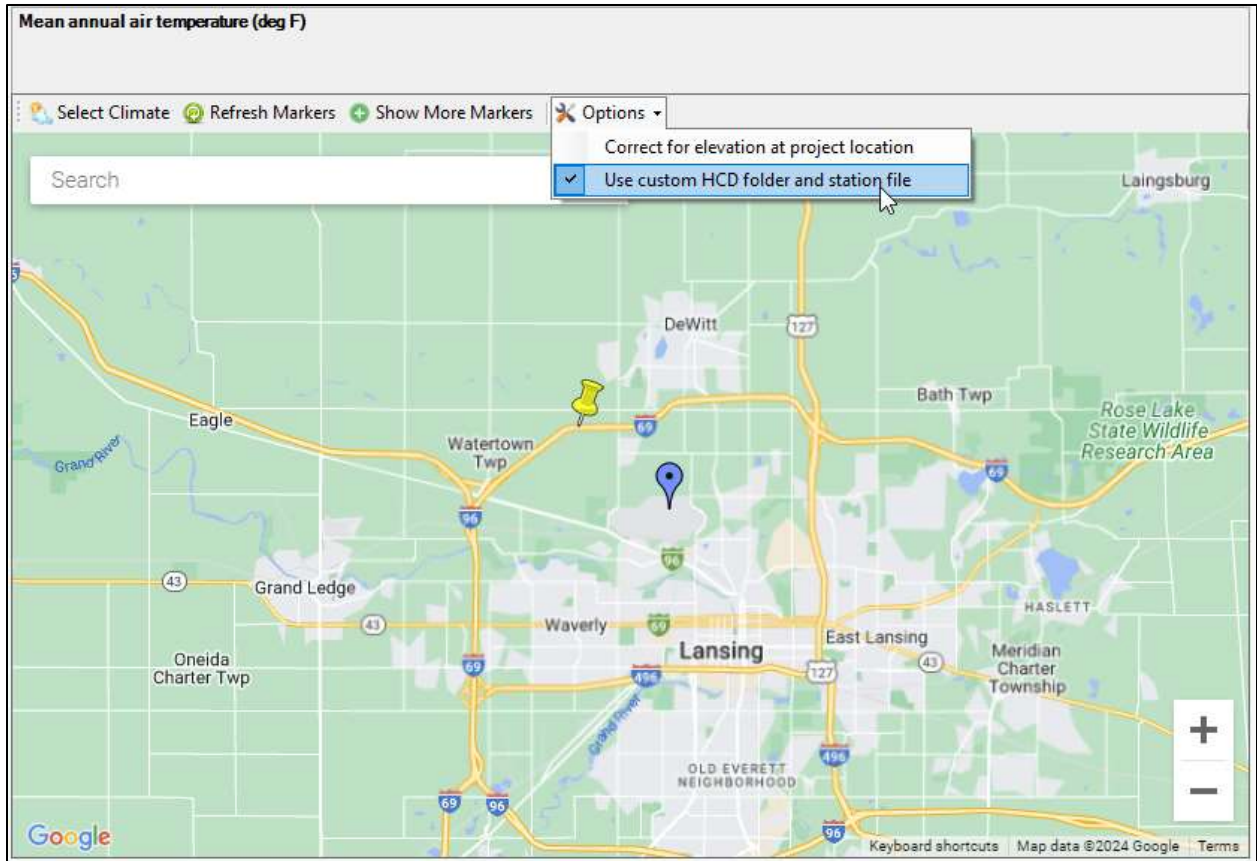 Mean annual air temperature (deg F)
Select Climate Refresh Markers Show More Markers Options
Correct for elevation at project location
Use custom HCD folder and station file
Search
Laingsburg
DeWitt
127
Bath Twp
Rose Lake
State Wildlife
Research Area
Eagle
69
Watertown
Twp
Grand River
69
96
96
43
Grand Ledge
HASLETT
43
Waverly
69
East Lansing
Lansing
Meridian
Charter
Township
43
Oneida
Charter Twp
69
496
127
Grand River
496
OLD EVERETT
NEIGHBORHOOD
69
96
96
Google
Keyboard shortcuts Map data ©2024 Google Terms